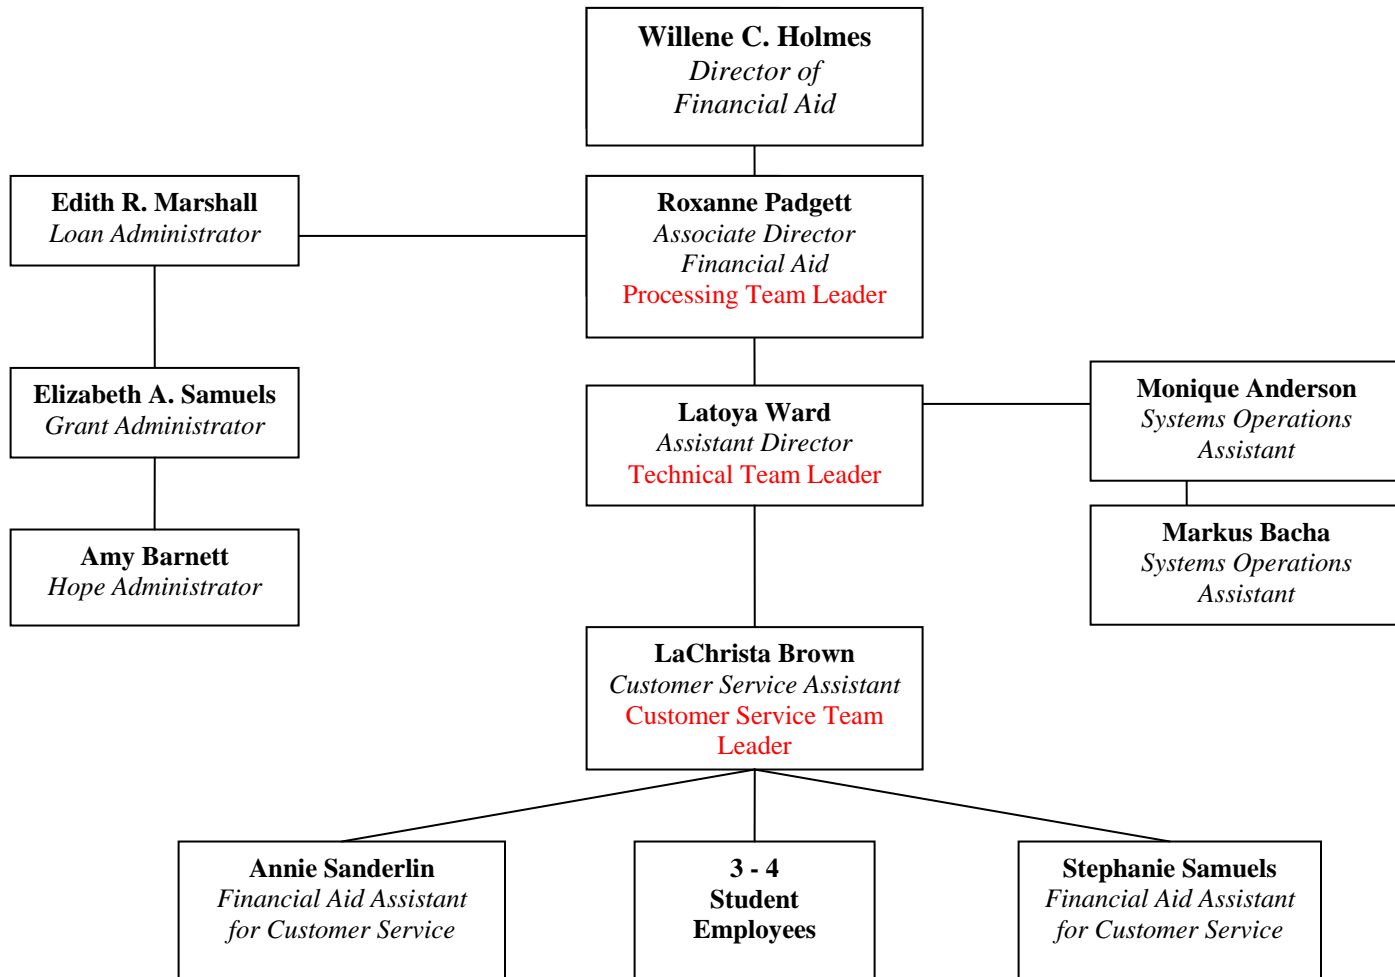 Willene C. Holmes
Director of
Financial Aid
Edith R. Marshall
Loan Administrator
Roxanne Padgett
Associate Director
Financial Aid
Processing Team Leader
Elizabeth A. Samuels
Grant Administrator
Latoya Ward
Assistant Director
Technical Team Leader
Monique Anderson
Systems Operations
Assistant
Amy Barnett
Hope Administrator
Markus Bacha
Systems Operations
Assistant
LaChrista Brown
Customer Service Assistant
Customer Service Team
Leader
Annie Sanderlin
Financial Aid Assistant
for Customer Service
3 - 4
Student
Employees
Stephanie Samuels
Financial Aid Assistant
for Customer Service